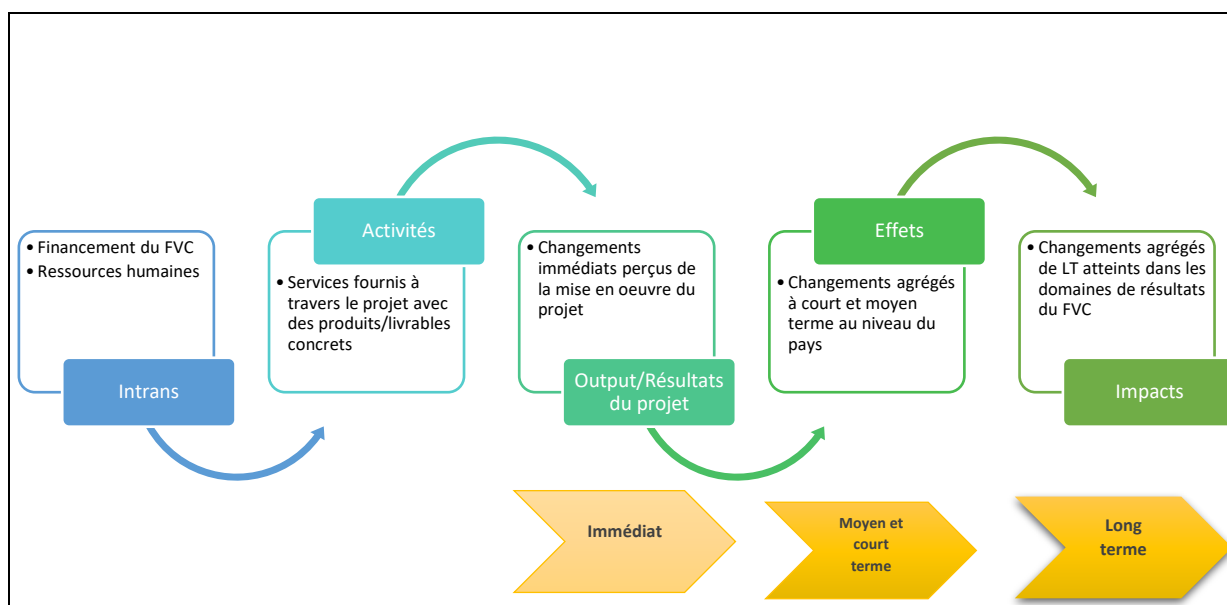 • Financement du FVC
• Ressources humaines
Intrans
Activités
• Services fournis à
travers le projet avec
des produits/livrables
concrets
• Changements
immédiats perçus de
la mise en oeuvre du
projet
Output/Résultats
du projet
Effets
• Changements agrégés
à court et moyen
terme au niveau du
pays
• Changements agrégés
de LT atteints dans les
domaines de résultats
du FVC
Impacts
Immédiat
Moyen et
court
terme
Long
terme